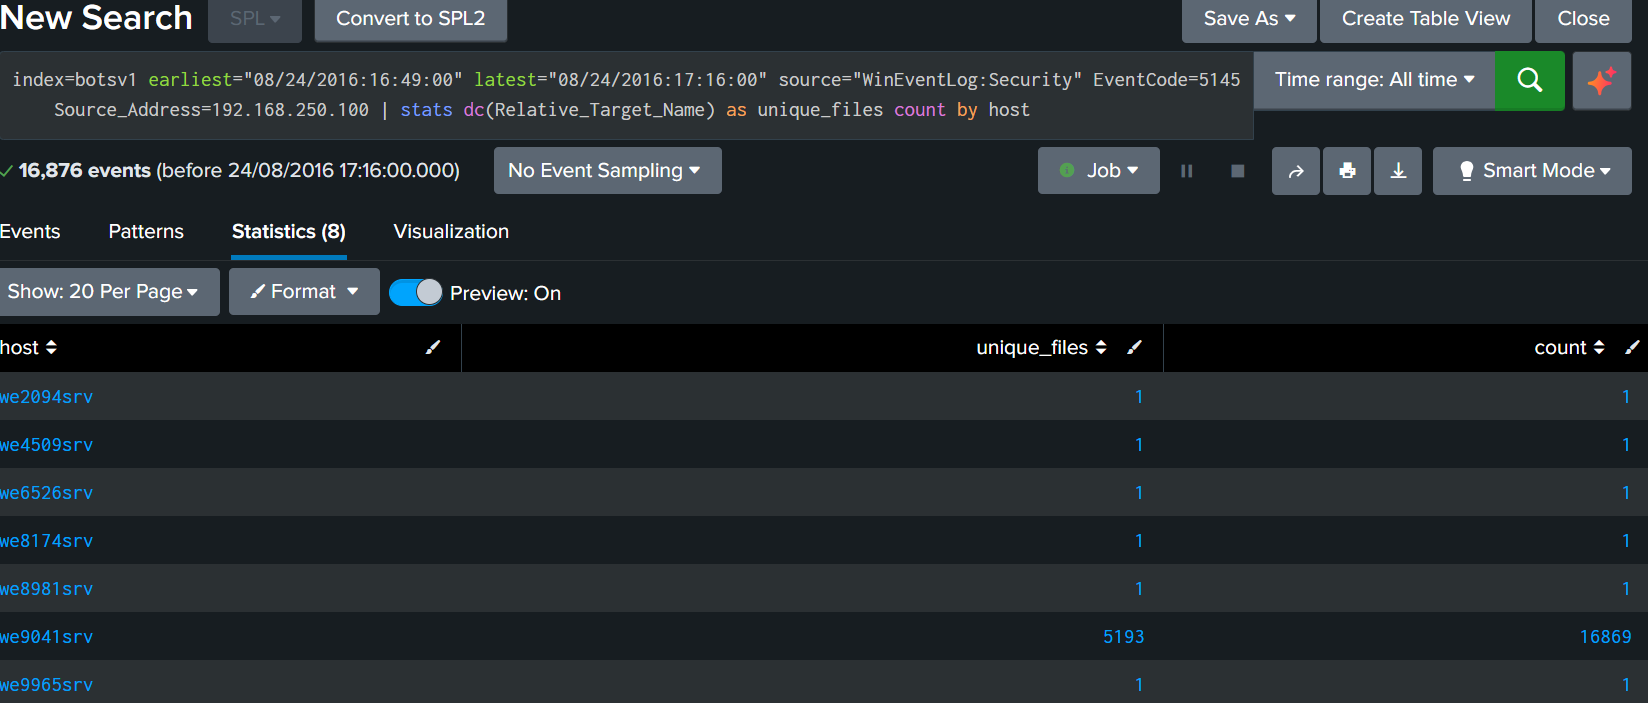 New Search SPL Convert to SPL2 Save As Create Table View Close
index=botsv1 earliest="08/24/2016:16:49:00" latest="08/24/2016:17:16:00" source="WinEventLog:Security" EventCode=5145 Time range: All time
Source_Address=192.168.250.100 | stats dc(Relative_Target_Name) as unique_files count by host
16,876 events (before 24/08/2016 17:16:00.000) No Event Sampling Job Smart Mode
Events Patterns Statistics (8) Visualization
Show: 20 Per Page Format Preview: On
host unique_files count
we2094srv 1 1
we4509srv 1 1
we6526srv 1 1
we8174srv 1 1
we8981srv 1 1
we9041srv 5193 16869
we9965srv 1 1